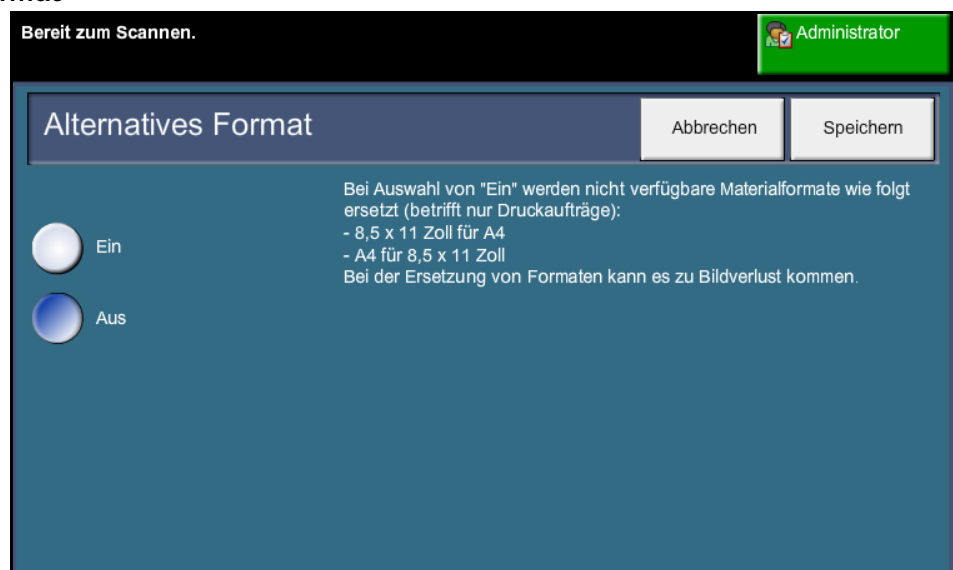 Bereit zum Scannen.
Administrator
Alternatives Format
Abbrechen
Speichern
Bei Auswahl von "Ein" werden nicht verfügbare Materialformate wie folgt
ersetzt (betrifft nur Druckaufträge):
- 8,5 x 11 Zoll für A4
- A4 für 8,5 x 11 Zoll
Bei der Ersetzung von Formaten kann es zu Bildverlust kommen.
Ein
Aus